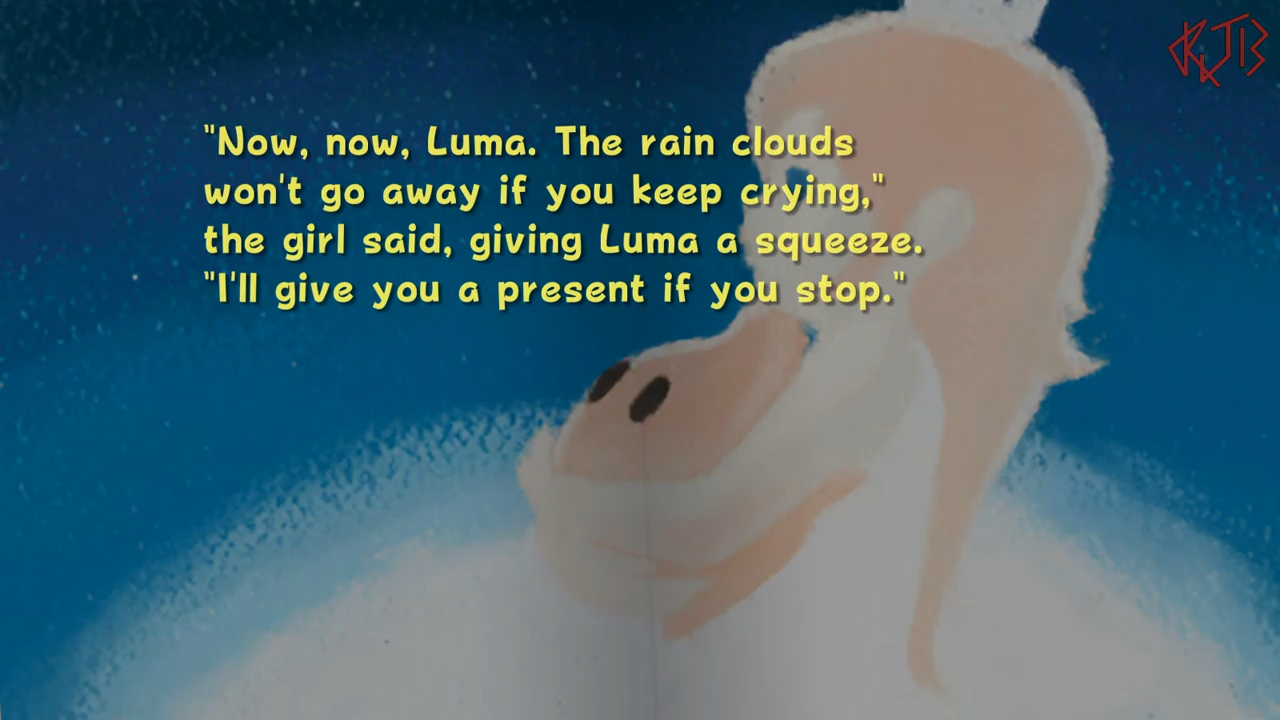 "Now, now, Luma. The rain clouds
won't go away if you keep crying,"
the girl said, giving Luma a squeeze.
"I'll give you a present if you stop."
KJB